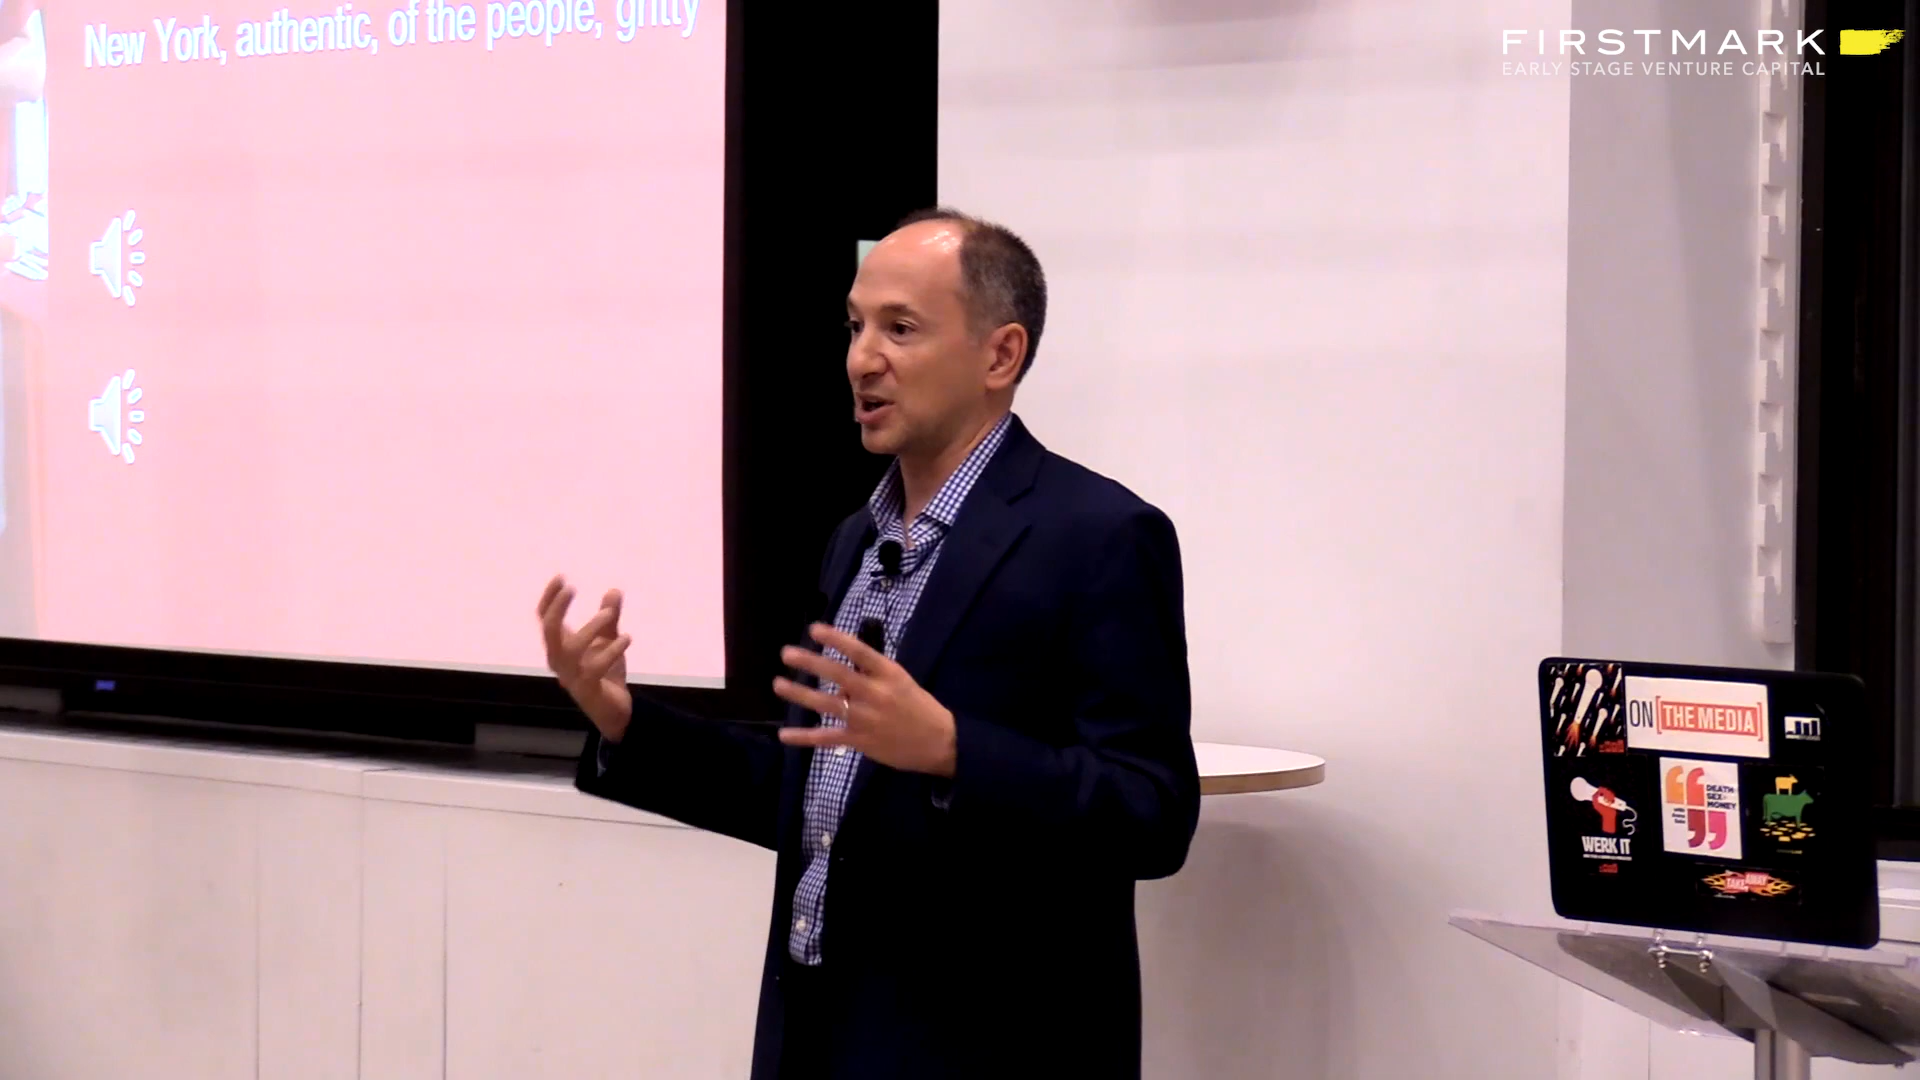 New York, authentic, of the people, gritty
FIRSTMARK
EARLY STAGE VENTURE CAPITAL
ON [THE MEDIA]
DEATH
SEX
MONEY
WERK IT